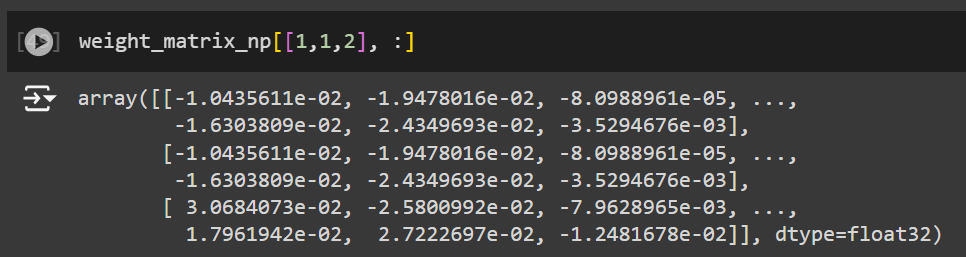 weight_matrix_np[[1,1,2], :]
array([[-1.0435611e-02, -1.9478016e-02, -8.0988961e-05, ...,
-1.6303809e-02, -2.4349693e-02, -3.5294676e-03],
[-1.0435611e-02, -1.9478016e-02, -8.0988961e-05, ...,
-1.6303809e-02, -2.4349693e-02, -3.5294676e-03],
[ 3.0684073e-02, -2.5800992e-02, -7.9628965e-03, ...,
1.7961942e-02,  2.7222697e-02, -1.2481678e-02]], dtype=float32)